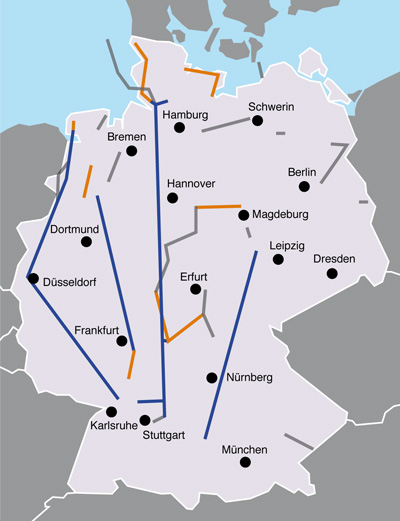 Hamburg
Schwerin
Bremen
Berlin
Hannover
Magdeburg
Dortmund
Leipzig
Dresden
Düsseldorf
Erfurt
Frankfurt
Nürnberg
Karlsruhe
Stuttgart
München